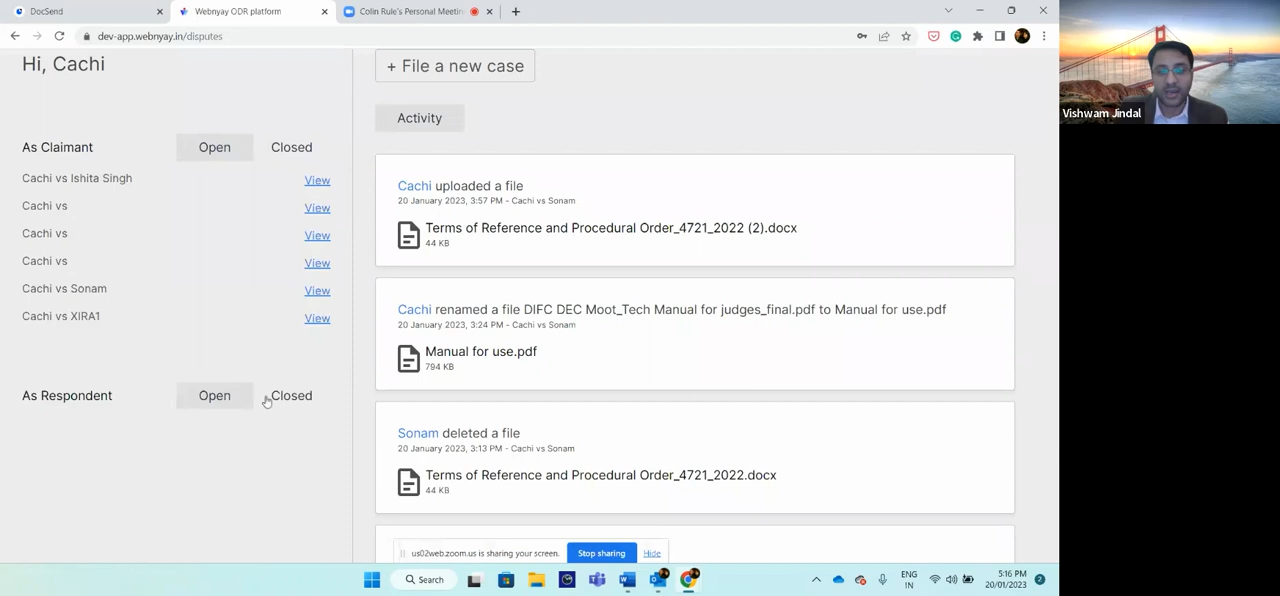 DocSend
Webnyay ODR platform
Colin Rule's Personal Meetin
dev-app.webnyay.in/disputes
Hi, Cachi
+ File a new case
Activity
As Claimant Open Closed
Cachi vs Ishita Singh View
Cachi vs View
Cachi vs View
Cachi vs View
Cachi vs Sonam View
Cachi vs XIRA1 View
As Respondent Open Closed
Cachi uploaded a file
20 January 2023, 3:57 PM - Cachi vs Sonam
Terms of Reference and Procedural Order_4721_2022 (2).docx
44 KB
Cachi renamed a file DIFC DEC Moot_Tech Manual for judges_final.pdf to Manual for use.pdf
20 January 2023, 3:24 PM - Cachi vs Sonam
Manual for use.pdf
794 KB
Sonam deleted a file
20 January 2023, 3:13 PM - Cachi vs Sonam
Terms of Reference and Procedural Order_4721_2022.docx
44 KB
us02web.zoom.us is sharing your screen. Stop sharing Hide
Search
ENG
IN
5:16 PM
20/01/2023
2
Vishwam Jindal